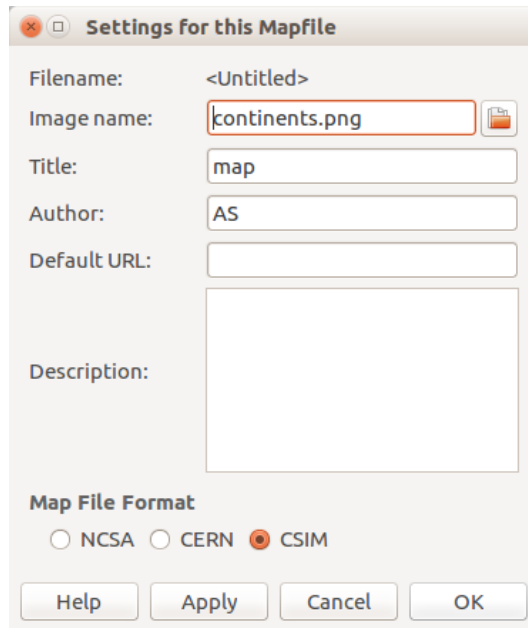 Settings for this Mapfile
Filename: <Untitled>
Image name: continents.png
Title: map
Author: AS
Default URL:
Description:
Map File Format
NCSA CERN CSIM
Help Apply Cancel OK